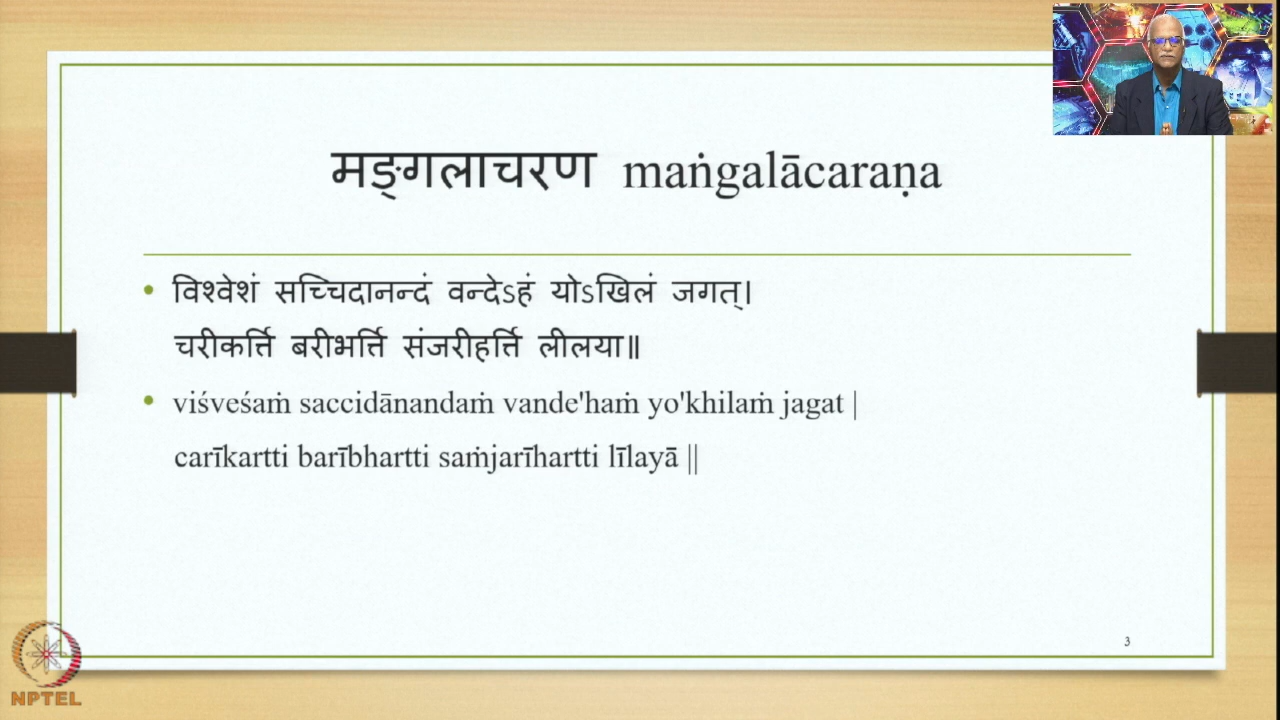 मङ्गलाचरण maṅgalācaraṇa
• विश्वेशं सच्चिदानन्दं वन्देऽहं योऽखिलं जगत्।
चरीकर्त्ति बरीभर्त्ति संजरीहर्त्ति लीलया॥
• viśveśaṁ saccidānandaṁ vande'haṁ yo'khilaṁ jagat |
carīkartti barībhartti saṁjarīhartti līlayā ||
3
NPTEL